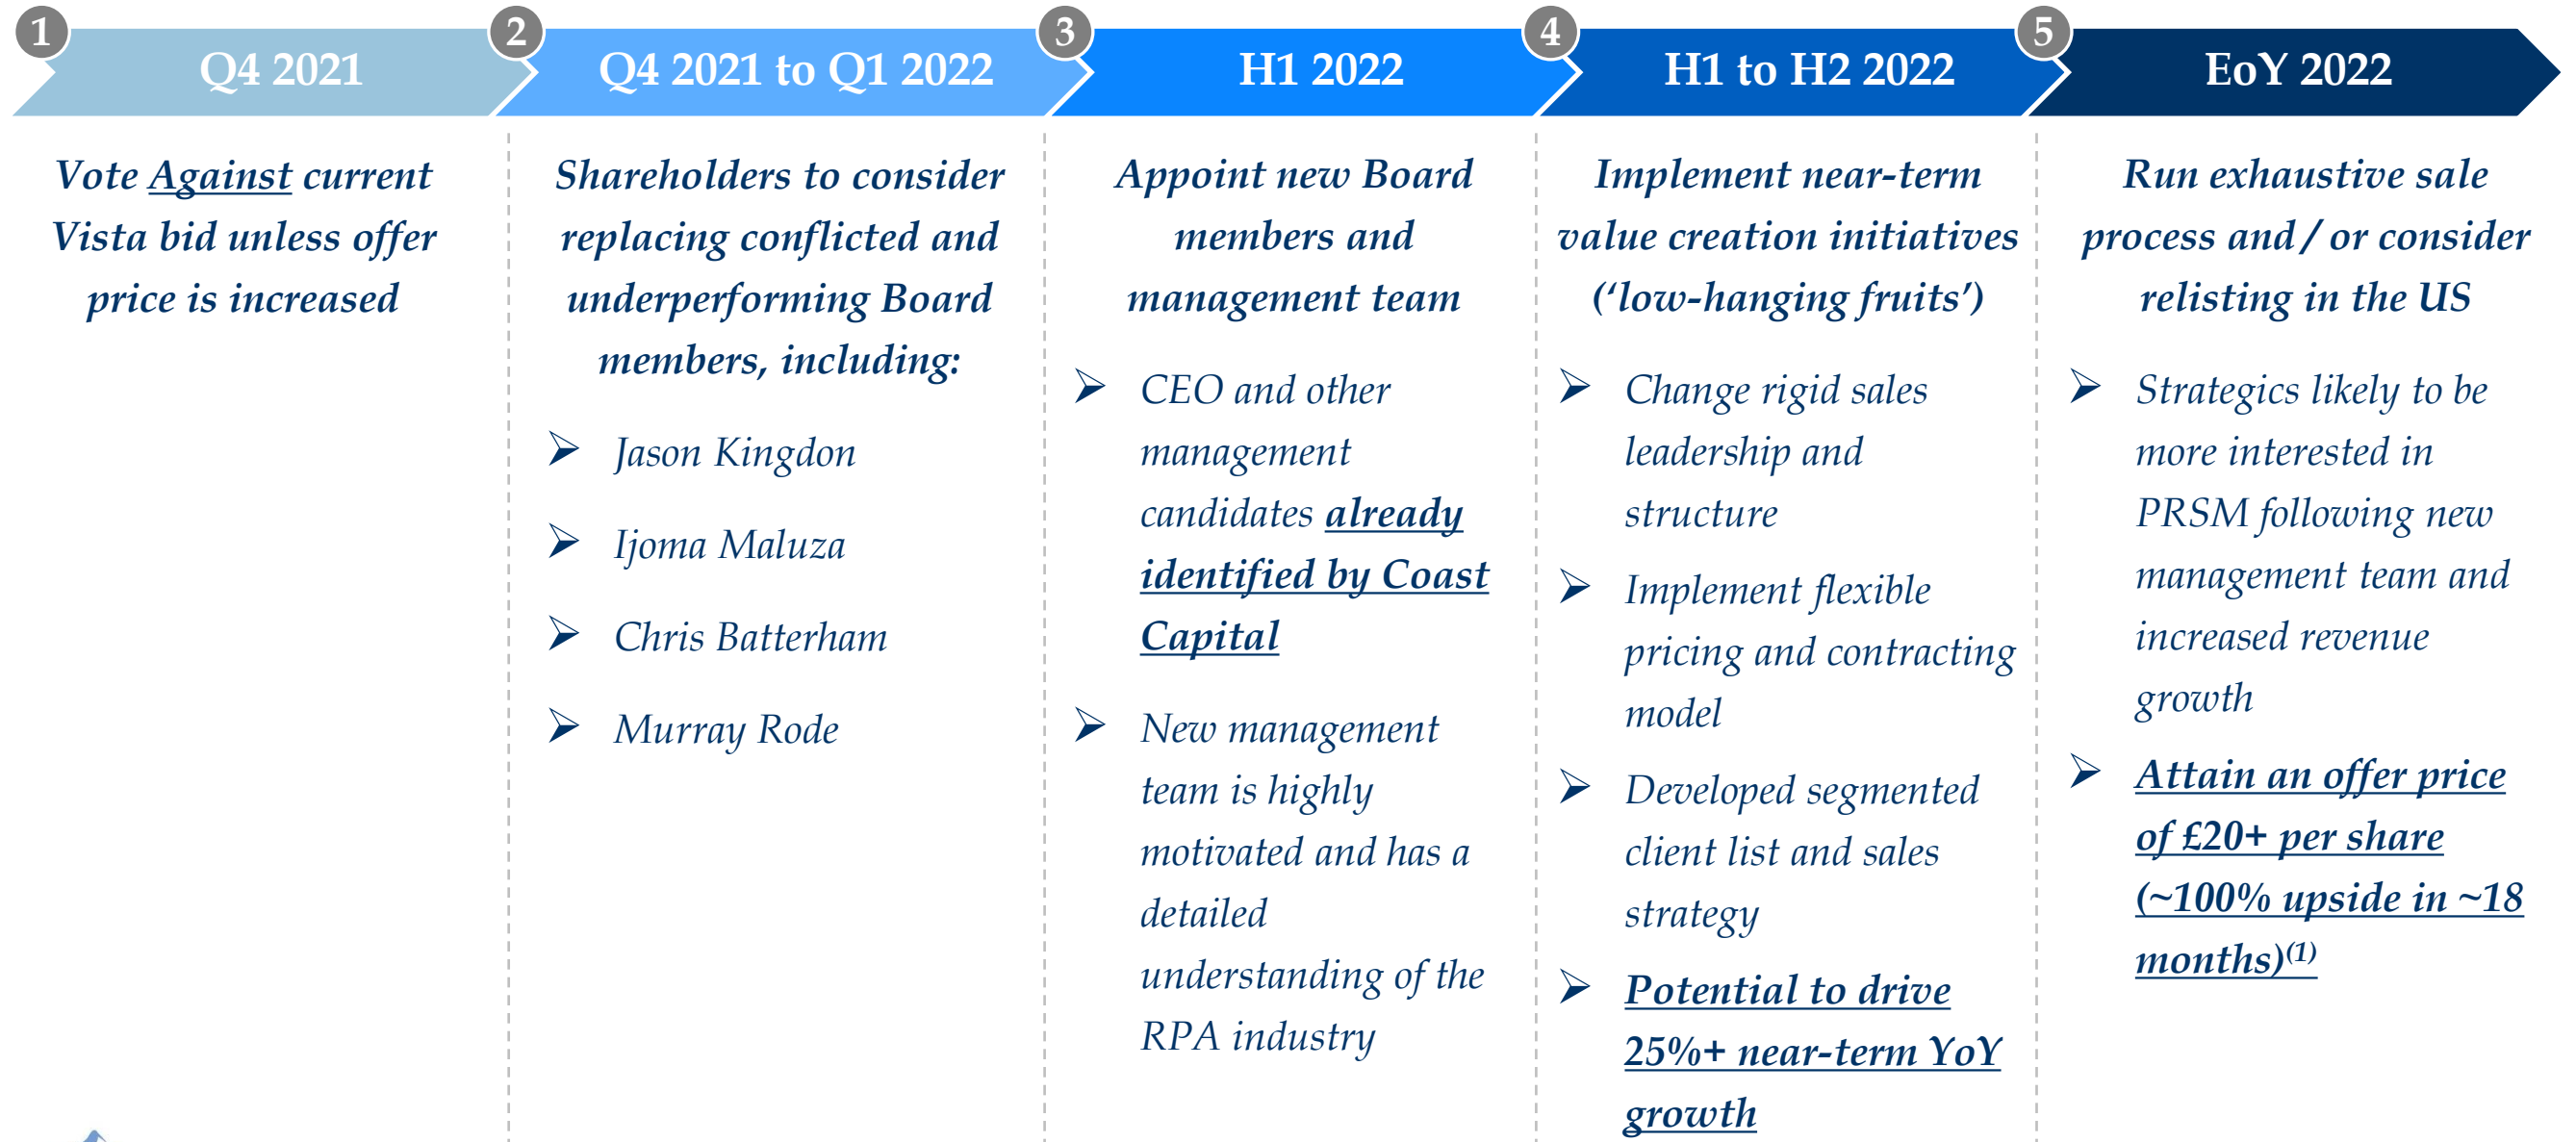 1
Q4 2021
Vote Against current
Vista bid unless offer
price is increased
2
Q4 2021 to Q1 2022
Shareholders to consider
replacing conflicted and
underperforming Board
members, including:
Jason Kingdon
Ijoma Maluza
Chris Batterham
Murray Rode
3
H1 2022
Appoint new Board
members and
management team
CEO and other
management
candidates already
identified by Coast
Capital
New management
team is highly
motivated and has a
detailed
understanding of the
RPA industry
4
H1 to H2 2022
Implement near-term
value creation initiatives
(‘low-hanging fruits’)
Change rigid sales
leadership and
structure
Implement flexible
pricing and contracting
model
Developed segmented
client list and sales
strategy
Potential to drive
25%+ near-term YoY
growth
5
EoY 2022
Run exhaustive sale
process and / or consider
relisting in the US
Strategics likely to be
more interested in
PRSM following new
management team and
increased revenue
growth
Attain an offer price
of £20+ per share
(~100% upside in ~18
months)(1)